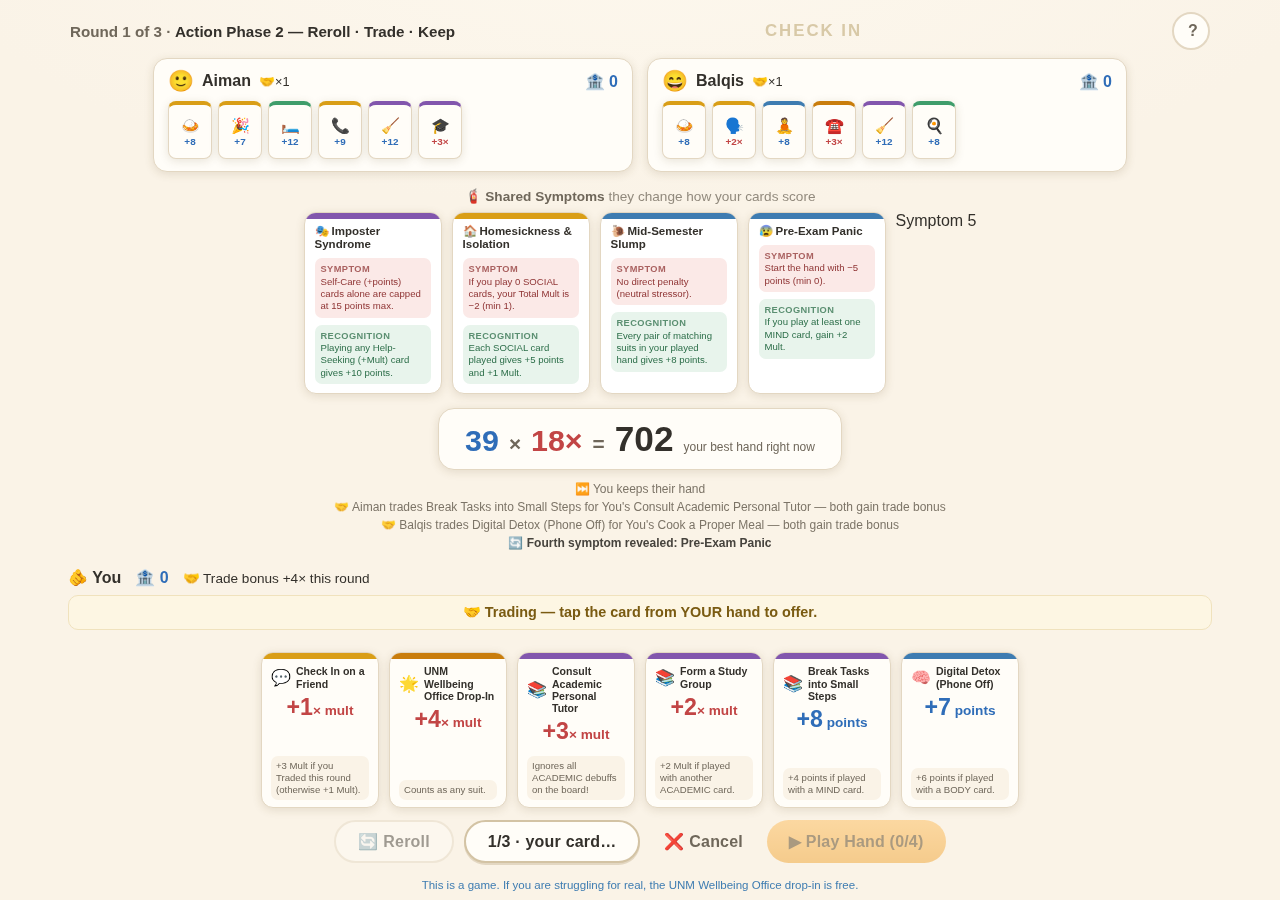 Round 1 of 3 · Action Phase 2 — Reroll · Trade · Keep
CHECK IN
?
Aiman 🤝×1
🏦 0
+8
+7
+12
+9
+12
+3×
Balqis 🤝×1
🏦 0
+8
+2×
+8
+3×
+12
+8
Shared Symptoms they change how your cards score
Imposter
Syndrome
SYMPTOM
Self-Care (+points)
cards alone are capped
at 15 points max.
RECOGNITION
Playing any Help-
Seeking (+Mult) card
gives +10 points.
Homesickness &
Isolation
SYMPTOM
If you play 0 SOCIAL
cards, your Total Mult is
−2 (min 1).
RECOGNITION
Each SOCIAL card
played gives +5 points
and +1 Mult.
Mid-Semester
Slump
SYMPTOM
No direct penalty
(neutral stressor).
RECOGNITION
Every pair of matching
suits in your played
hand gives +8 points.
Pre-Exam Panic
SYMPTOM
Start the hand with −5
points (min 0).
RECOGNITION
If you play at least one
MIND card, gain +2
Mult.
Symptom 5
39 × 18× = 702 your best hand right now
⏭️ You keeps their hand
🤝 Aiman trades Break Tasks into Small Steps for You's Consult Academic Personal Tutor — both gain trade bonus
🤝 Balqis trades Digital Detox (Phone Off) for You's Cook a Proper Meal — both gain trade bonus
🔄 Fourth symptom revealed: Pre-Exam Panic
🫵 You 🏦 0 🤝 Trade bonus +4× this round
🤝 Trading — tap the card from YOUR hand to offer.
Check In on a
Friend
+1× mult
+3 Mult if you
Traded this round
(otherwise +1 Mult).
UNM
Wellbeing
Office Drop-In
+4× mult
Counts as any suit.
Consult
Academic
Personal
Tutor
+3× mult
Ignores all
ACADEMIC debuffs
on the board!
Form a Study
Group
+2× mult
+2 Mult if played
with another
ACADEMIC card.
Break Tasks
into Small
Steps
+8 points
+4 points if played
with a MIND card.
Digital Detox
(Phone Off)
+7 points
+6 points if played
with a BODY card.
🔄 Reroll
1/3 · your card…
❌ Cancel
▶ Play Hand (0/4)
This is a game. If you are struggling for real, the UNM Wellbeing Office drop-in is free.